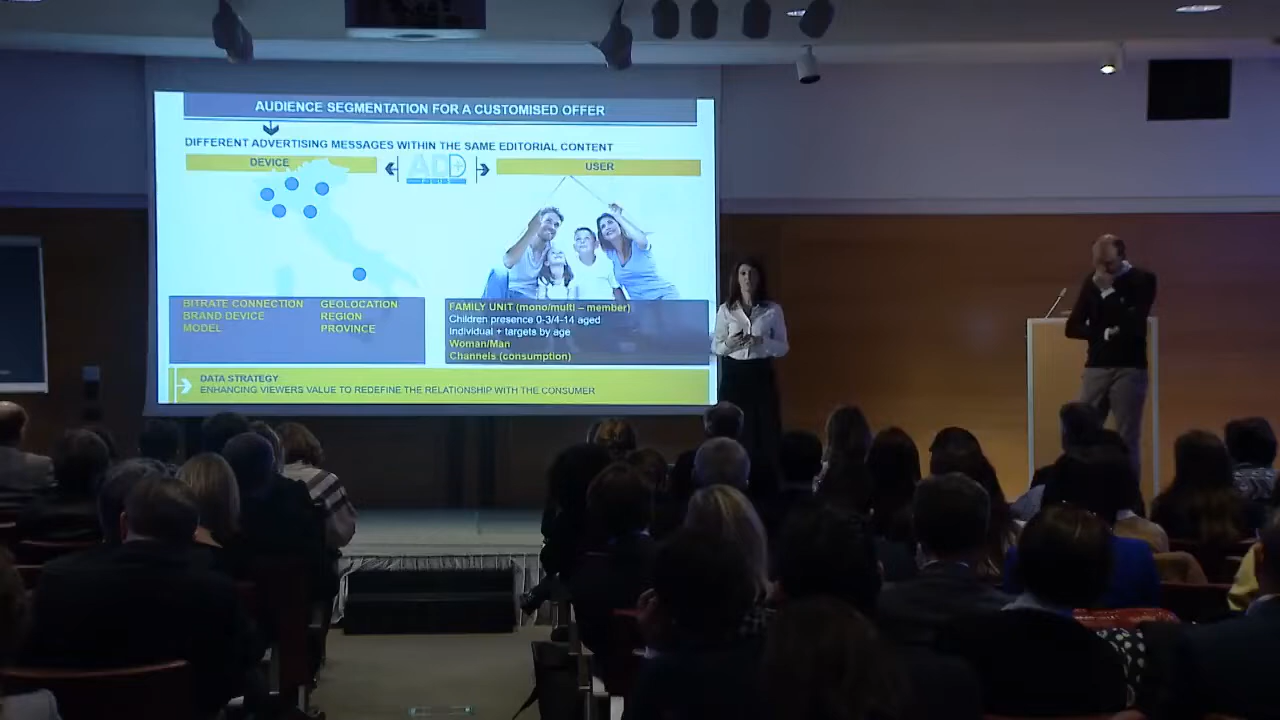 AUDIENCE SEGMENTATION FOR A CUSTOMISED OFFER
DIFFERENT ADVERTISING MESSAGES WITHIN THE SAME EDITORIAL CONTENT
DEVICE
ADD+
USER
BITRATE CONNECTION
BRAND DEVICE
MODEL
GEOLOCATION
REGION
PROVINCE
FAMILY UNIT (mono/multi – member)
Children presence 0-3/4-14 aged
Individual + targets by age
Woman/Man
Channels (consumption)
DATA STRATEGY
ENHANCING VIEWERS VALUE TO REDEFINE THE RELATIONSHIP WITH THE CONSUMER